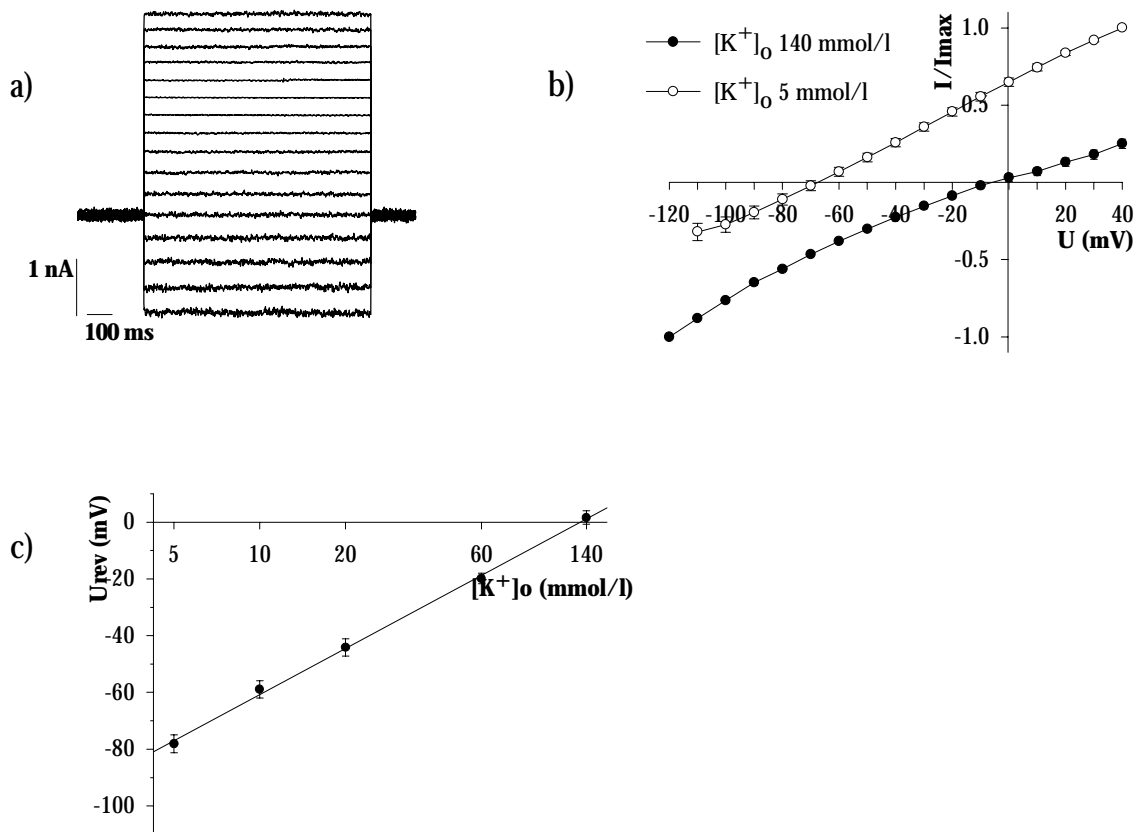 a)
1 nA
100 ms
b)
[K+]o 140 mmol/l
[K+]o 5 mmol/l
I/Imax
1.0
0.5
-120 -100 -80 -60 -40 -20 0 20 40
U (mV)
-0.5
-1.0
c)
Urev (mV)
0
5 10 20 60 140
-20
[K+]o (mmol/l)
-40
-60
-80
-100